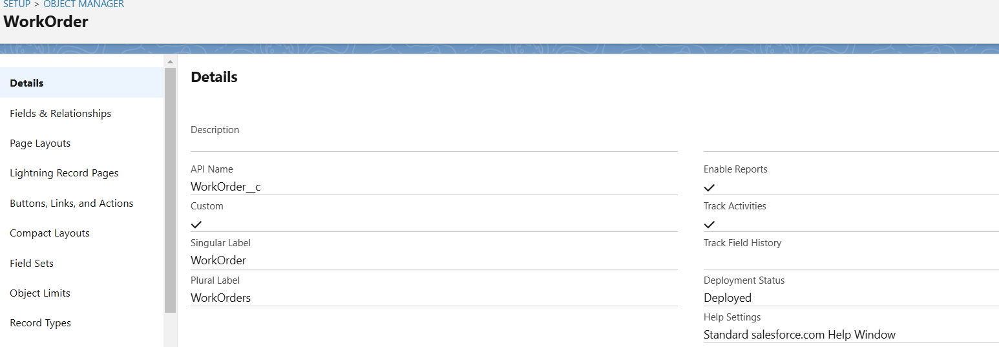 SETUP > OBJECT MANAGER
WorkOrder
Details
Fields & Relationships
Page Layouts
Lightning Record Pages
Buttons, Links, and Actions
Compact Layouts
Field Sets
Object Limits
Record Types
Details
Description
API Name
WorkOrder__c
Custom
Singular Label
WorkOrder
Plural Label
WorkOrders
Enable Reports
Track Activities
Track Field History
Deployment Status
Deployed
Help Settings
Standard salesforce.com Help Window